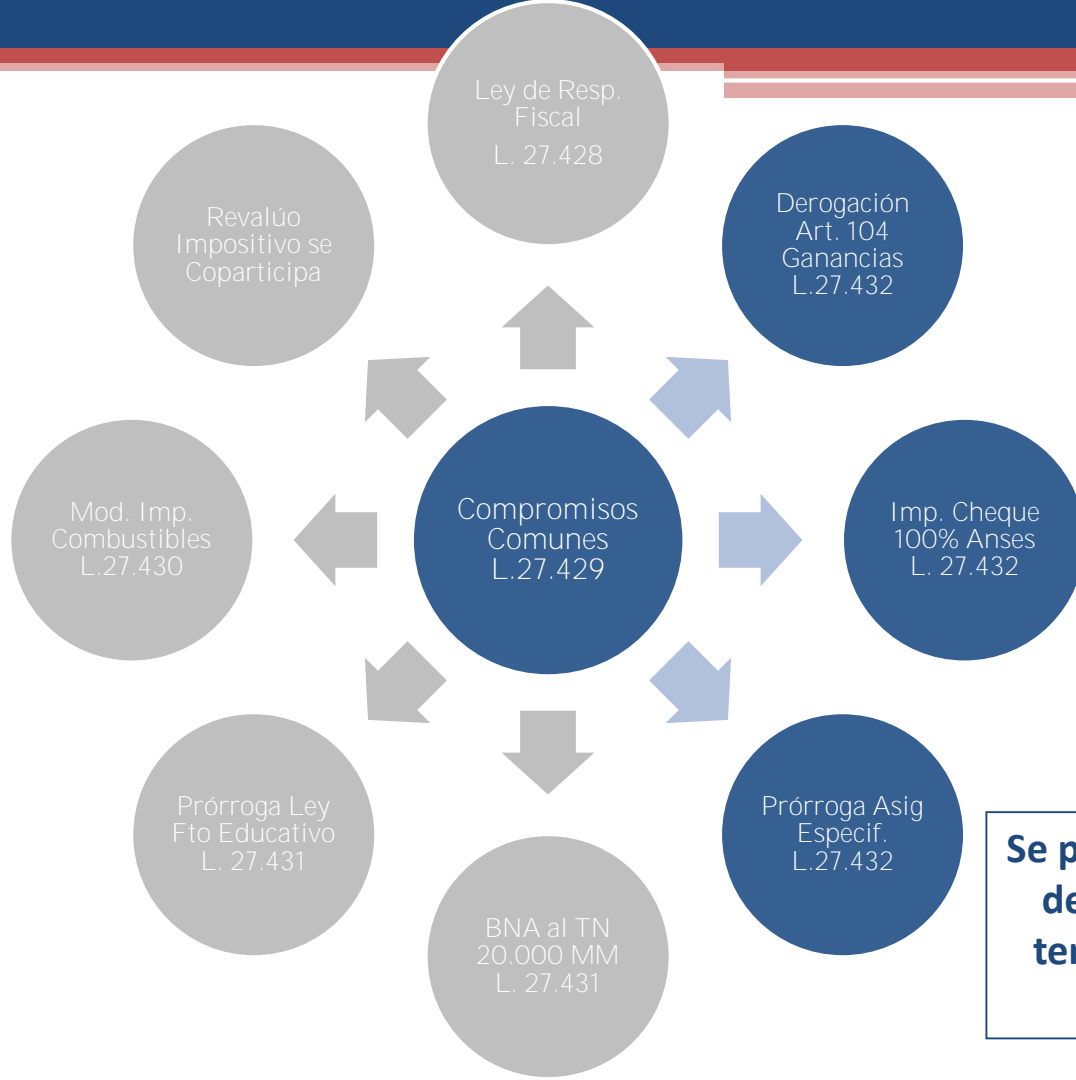 Ley de Resp.
Fiscal
L. 27.428
Derogación
Art. 104
Ganancias
L.27.432
Imp. Cheque
100% Anses
L. 27.432
Prórroga Asig
Especif.
L.27.432
BNA al TN
20.000 MM
L. 27.431
Prórroga Ley
Fto Educativo
L. 27.431
Mod. Imp.
Combustibles
L.27.430
Revalúo
Impositivo se
Coparticipa
Compromisos
Comunes
L.27.429
Se